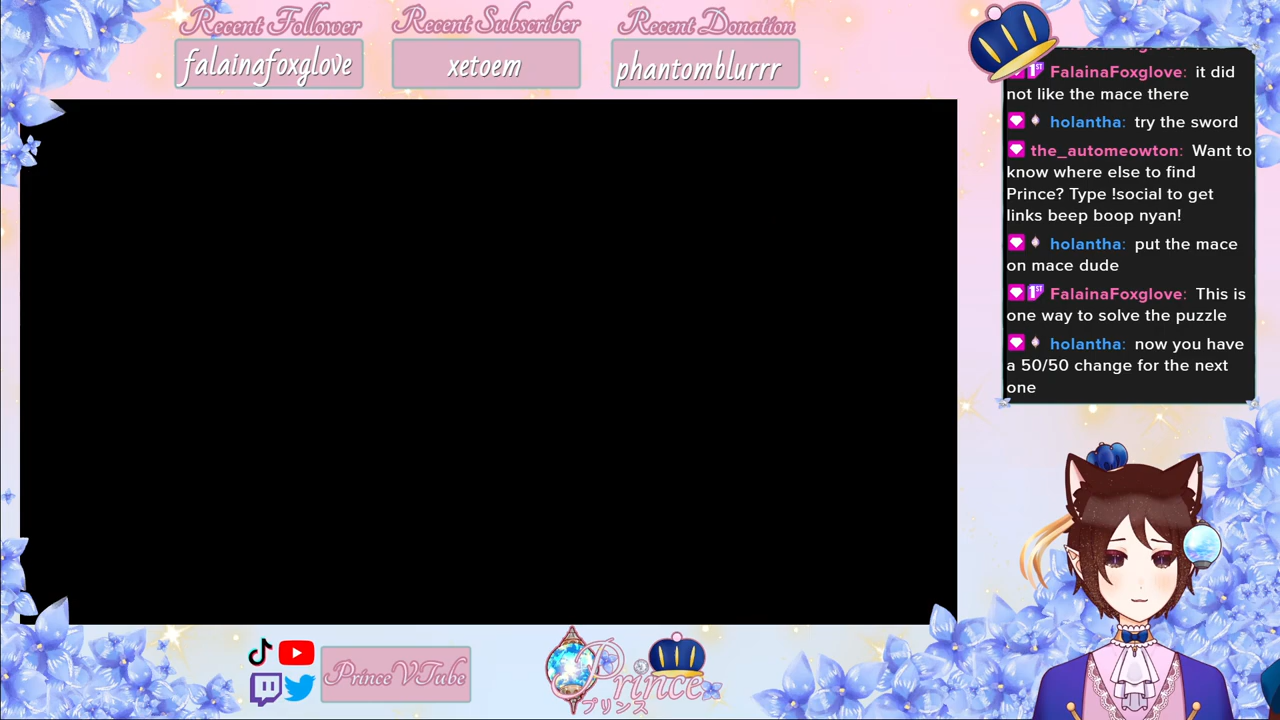 Recent Follower
falainafoxglove
Recent Subscriber
xetoem
Recent Donation
phantomblurrr
FalainaFoxglove: it did
not like the mace there
holantha: try the sword
the_automeowton: Want to
know where else to find
Prince? Type !social to get
links beep boop nyan!
holantha: put the mace
on mace dude
FalainaFoxglove: This is
one way to solve the puzzle
holantha: now you have
a 50/50 change for the next
one
PrinceVTube
Prince
プリンス